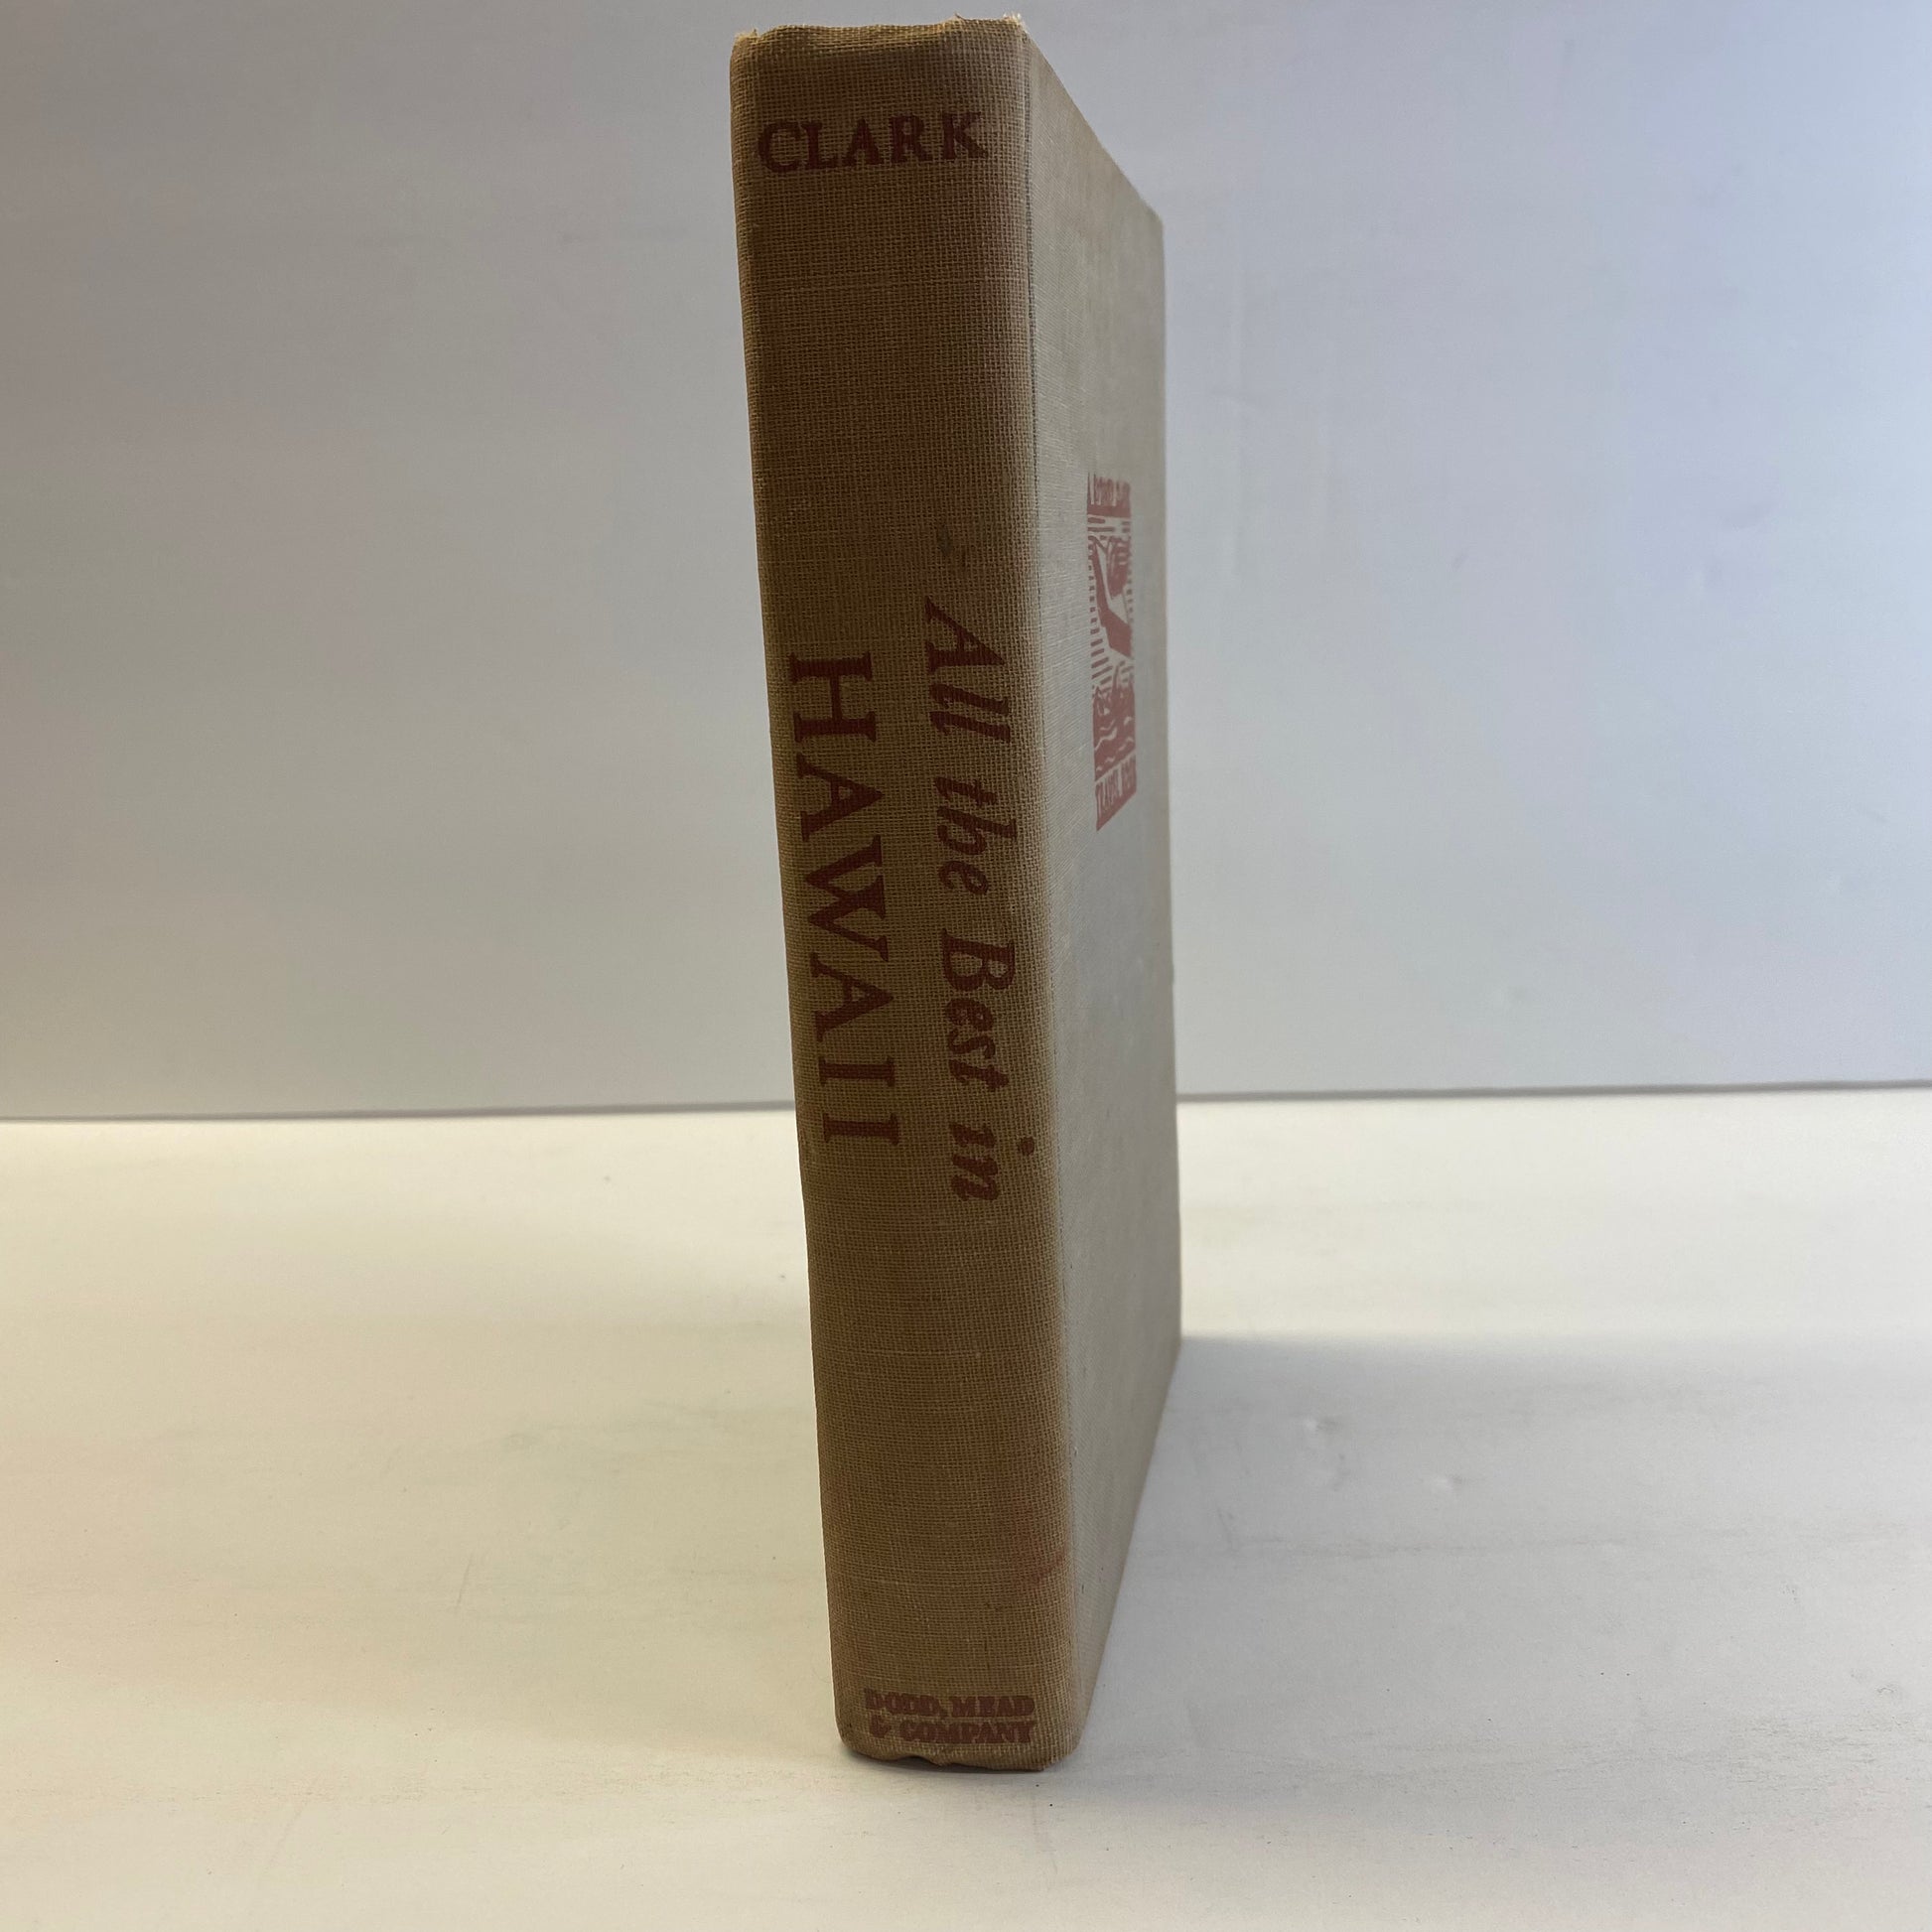 CLARK
All the Best in
HAWAII
DODD, MEAD
& COMPANY